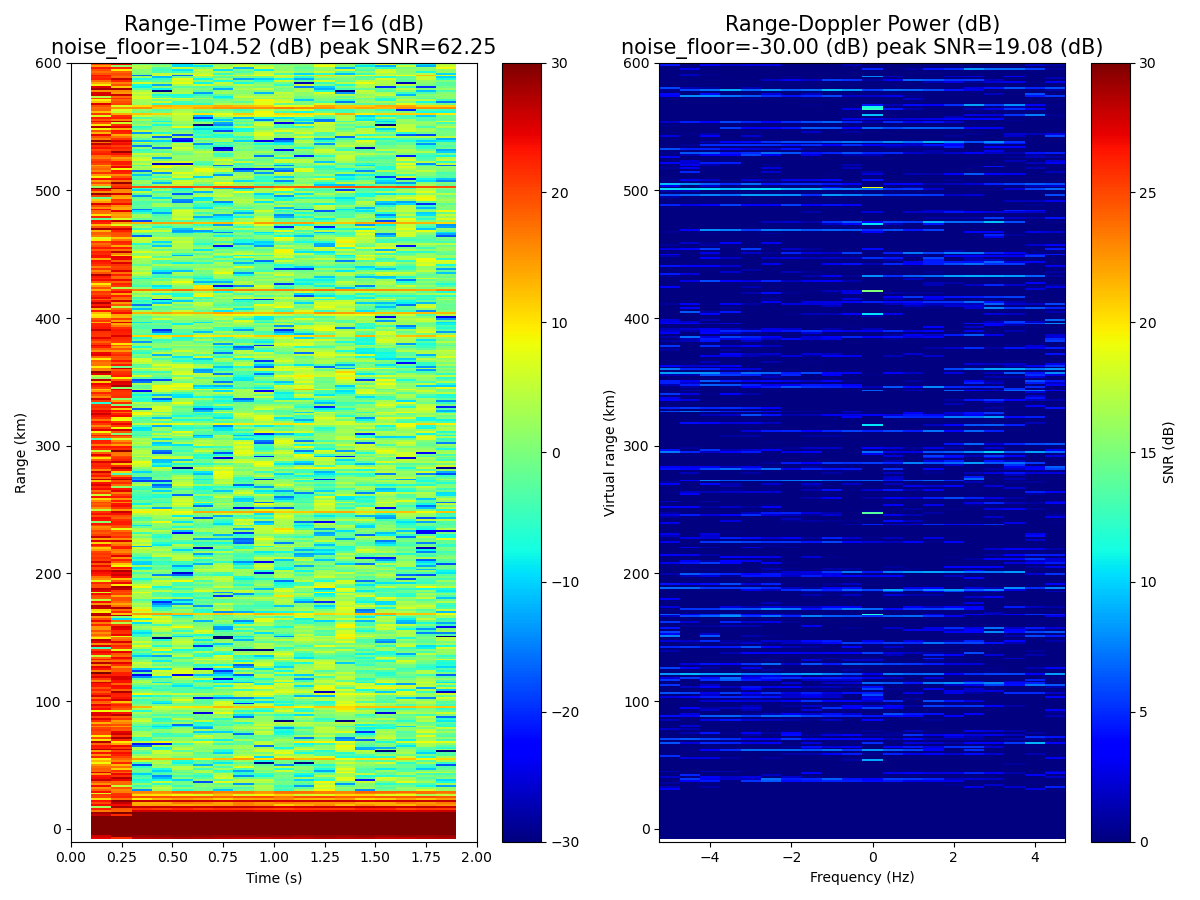 Range-Time Power f=16 (dB)
noise_floor=-104.52 (dB) peak SNR=62.25
Range-Doppler Power (dB)
noise_floor=-30.00 (dB) peak SNR=19.08 (dB)
Range (km)
600
500
400
300
200
100
0
0.00 0.25 0.50 0.75 1.00 1.25 1.50 1.75 2.00
Time (s)
30
20
10
0
−10
−20
−30
Virtual range (km)
600
500
400
300
200
100
0
−4 −2 0 2 4
Frequency (Hz)
30
25
20
15
10
5
0
SNR (dB)